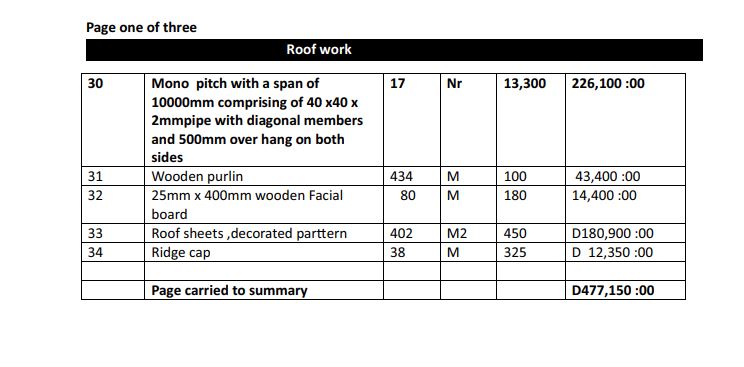 Page one of three
Roof work
30 Mono pitch with a span of 17 Nr 13,300 226,100 :00
10000mm comprising of 40 x40 x
2mmpipe with diagonal members
and 500mm over hang on both
sides
31 Wooden purlin 434 M 100 43,400 :00
32 25mm x 400mm wooden Facial 80 M 180 14,400 :00
board
33 Roof sheets ,decorated parttern 402 M2 450 D180,900 :00
34 Ridge cap 38 M 325 D 12,350 :00
Page carried to summary D477,150 :00